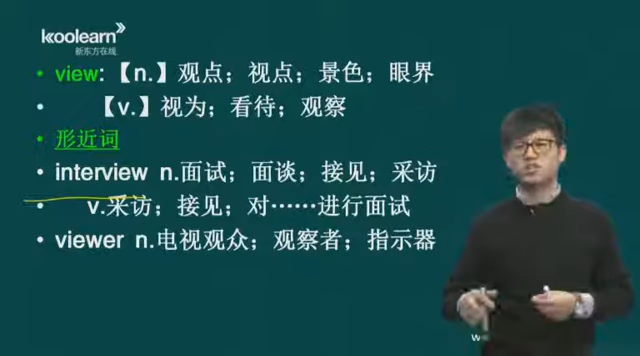 koolearn
新东方在线
• view:【n.】观点；视点；景色；眼界
• 【v.】视为；看待；观察
• 形近词
• interview n.面试；面谈；接见；采访
• v.采访；接见；对……进行面试
• viewer n.电视观众；观察者；指示器